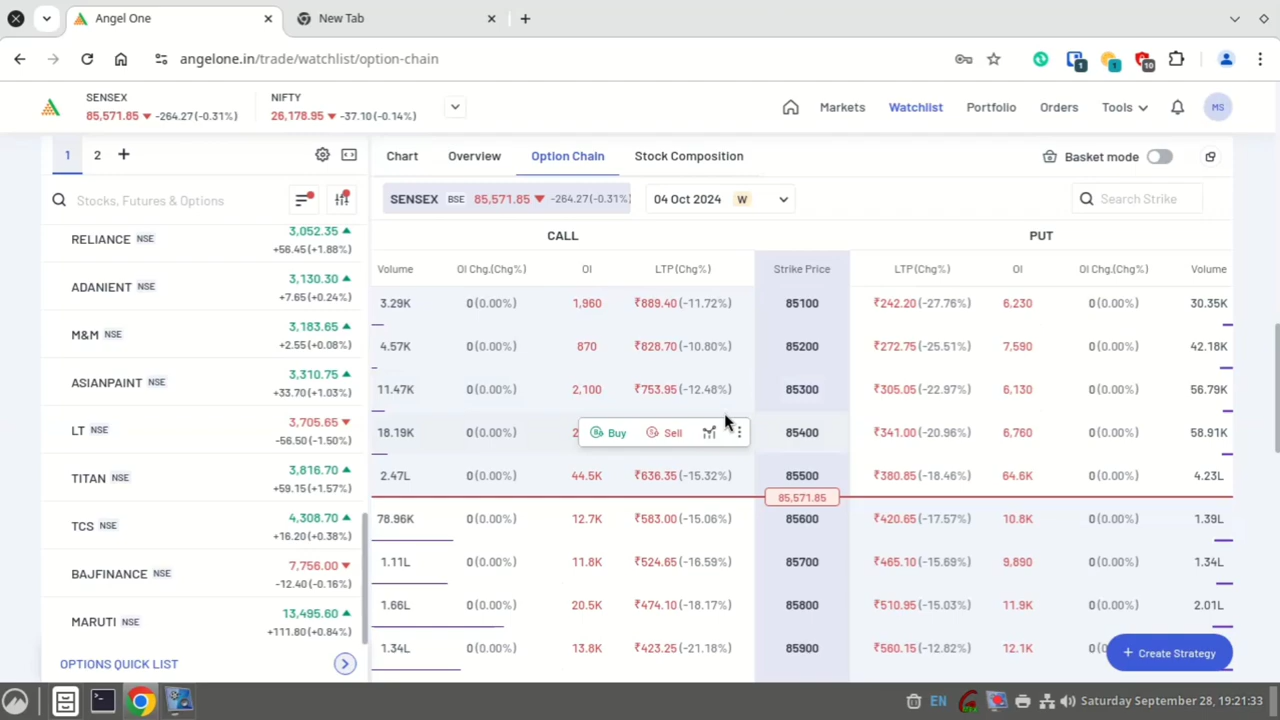 Angel One
New Tab
angelone.in/trade/watchlist/option-chain
1
1
10
SENSEX
85,571.85 -264.27(-0.31%)
NIFTY
26,178.95 -37.10(-0.14%)
Markets
Watchlist
Portfolio
Orders
Tools
MS
1
2
Stocks, Futures & Options
RELIANCE NSE
3,052.35
+56.45(+1.88%)
ADANIENT NSE
3,130.30
+7.65(+0.24%)
M&M NSE
3,183.65
+2.55(+0.08%)
ASIANPAINT NSE
3,310.75
+33.70(+1.03%)
LT NSE
3,705.65
-56.50(-1.50%)
TITAN NSE
3,816.70
+59.15(+1.57%)
TCS NSE
4,308.70
+16.20(+0.38%)
BAJFINANCE NSE
7,756.00
-12.40(-0.16%)
MARUTI NSE
13,495.60
+111.80(+0.84%)
OPTIONS QUICK LIST
Chart
Overview
Option Chain
Stock Composition
Basket mode
SENSEX BSE 85,571.85 -264.27(-0.31%)
04 Oct 2024 W
Search Strike
CALL PUT
Volume OI Chg.(Chg%) OI LTP(Chg%) Strike Price LTP(Chg%) OI OI Chg.(Chg%) Volume
3.29K 0(0.00%) 1,960 ₹889.40(-11.72%) 85100 ₹242.20(-27.76%) 6,230 0(0.00%) 30.35K
4.57K 0(0.00%) 870 ₹828.70(-10.80%) 85200 ₹272.75(-25.51%) 7,590 0(0.00%) 42.18K
11.47K 0(0.00%) 2,100 ₹753.95(-12.48%) 85300 ₹305.05(-22.97%) 6,130 0(0.00%) 56.79K
18.19K 0(0.00%) Buy Sell 85400 ₹341.00(-20.96%) 6,760 0(0.00%) 58.91K
2.47L 0(0.00%) 44.5K ₹636.35(-15.32%) 85500 ₹380.85(-18.46%) 64.6K 0(0.00%) 4.23L
85,571.85
78.96K 0(0.00%) 12.7K ₹583.00(-15.06%) 85600 ₹420.65(-17.57%) 10.8K 0(0.00%) 1.39L
1.11L 0(0.00%) 11.8K ₹524.65(-16.59%) 85700 ₹465.10(-15.69%) 9,890 0(0.00%) 1.34L
1.66L 0(0.00%) 20.5K ₹474.10(-18.17%) 85800 ₹510.95(-15.03%) 11.9K 0(0.00%) 2.01L
1.34L 0(0.00%) 13.8K ₹423.25(-21.18%) 85900 ₹560.15(-12.82%) 12.1K
+ Create Strategy
EN
Saturday September 28, 19:21:33